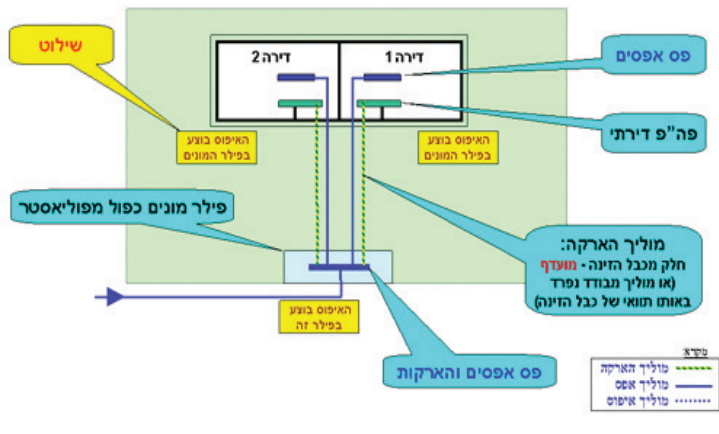 שילוט
דירה 2
דירה 1
פס אפסים
פה"פ דירתי
האיפוס בוצע
בפילר המונים
האיפוס בוצע
בפילר המונים
פילר מונים כפול מפוליאסטר
מוליך הארקה:
חלק מכבל הזינה - מועדף
(או מוליך מבודד נפרד
באותו תוואי של כבל הזינה)
האיפוס בוצע
בפילר זה
פס אפסים והארקות
מקרא:
מוליך הארקה
מוליך אפס
מוליך איפוס